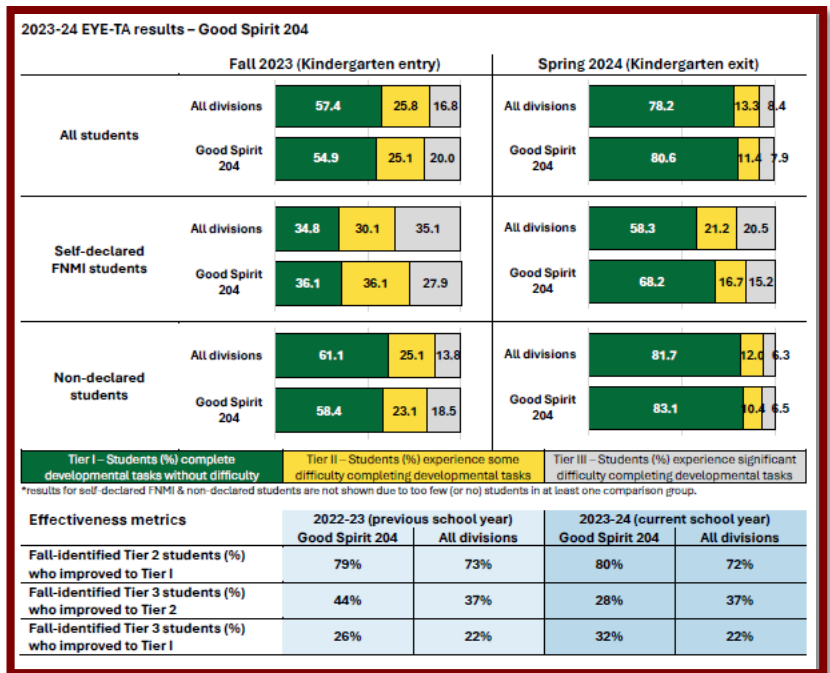 2023-24 EYE-TA results – Good Spirit 204
Fall 2023 (Kindergarten entry)
Spring 2024 (Kindergarten exit)
All students
All divisions
57.4 25.8 16.8
Good Spirit
204
54.9 25.1 20.0
All divisions
78.2 13.3 8.4
Good Spirit
204
80.6 11.4 7.9
Self-declared
FNMI students
All divisions
34.8 30.1 35.1
Good Spirit
204
36.1 36.1 27.9
All divisions
58.3 21.2 20.5
Good Spirit
204
68.2 16.7 15.2
Non-declared
students
All divisions
61.1 25.1 13.8
Good Spirit
204
58.4 23.1 18.5
All divisions
81.7 12.0 6.3
Good Spirit
204
83.1 10.4 6.5
Tier I – Students (%) complete
developmental tasks without difficulty
Tier II – Students (%) experience some
difficulty completing developmental tasks
Tier III – Students (%) experience significant
difficulty completing developmental tasks
*results for self-declared FNMI & non-declared students are not shown due to too few (or no) students in at least one comparison group.
Effectiveness metrics
2022-23 (previous school year)
2023-24 (current school year)
Good Spirit 204 All divisions Good Spirit 204 All divisions
Fall-identified Tier 2 students (%)
who improved to Tier I
79% 73% 80% 72%
Fall-identified Tier 3 students (%)
who improved to Tier 2
44% 37% 28% 37%
Fall-identified Tier 3 students (%)
who improved to Tier I
26% 22% 32% 22%